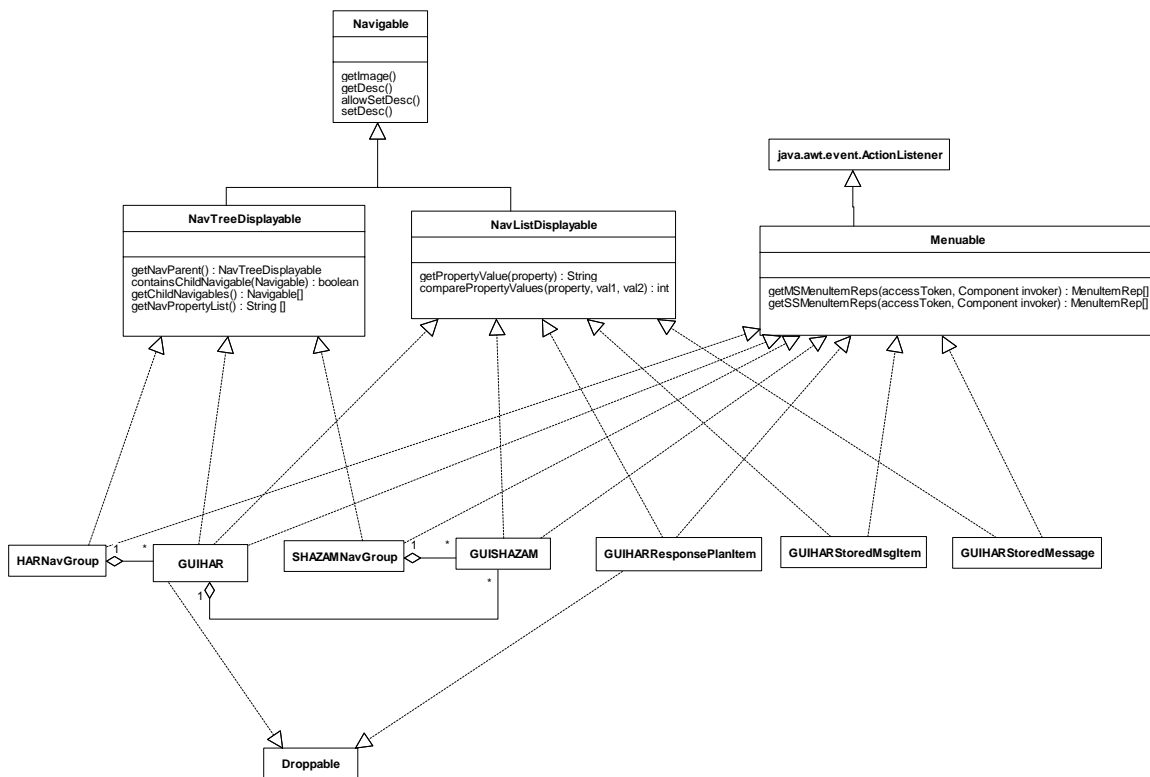 Navigable
getImage()
getDesc()
allowSetDesc()
setDesc()
java.awt.event.ActionListener
NavTreeDisplayable
getNavParent() : NavTreeDisplayable
containsChildNavigable(Navigable) : boolean
getChildNavigables() : Navigable[]
getNavPropertyList() : String []
NavListDisplayable
getPropertyValue(property) : String
comparePropertyValues(property, val1, val2) : int
Menuable
getMSMenuItemReps(accessToken, Component invoker) : MenuItemRep[]
getSSMenuItemReps(accessToken, Component invoker) : MenuItemRep[]
HARNavGroup
1
*
GUIHAR
1
SHAZAMNavGroup
1
*
GUISHAZAM
*
GUIHARResponsePlanItem
GUIHARStoredMsgItem
GUIHARStoredMessage
Droppable